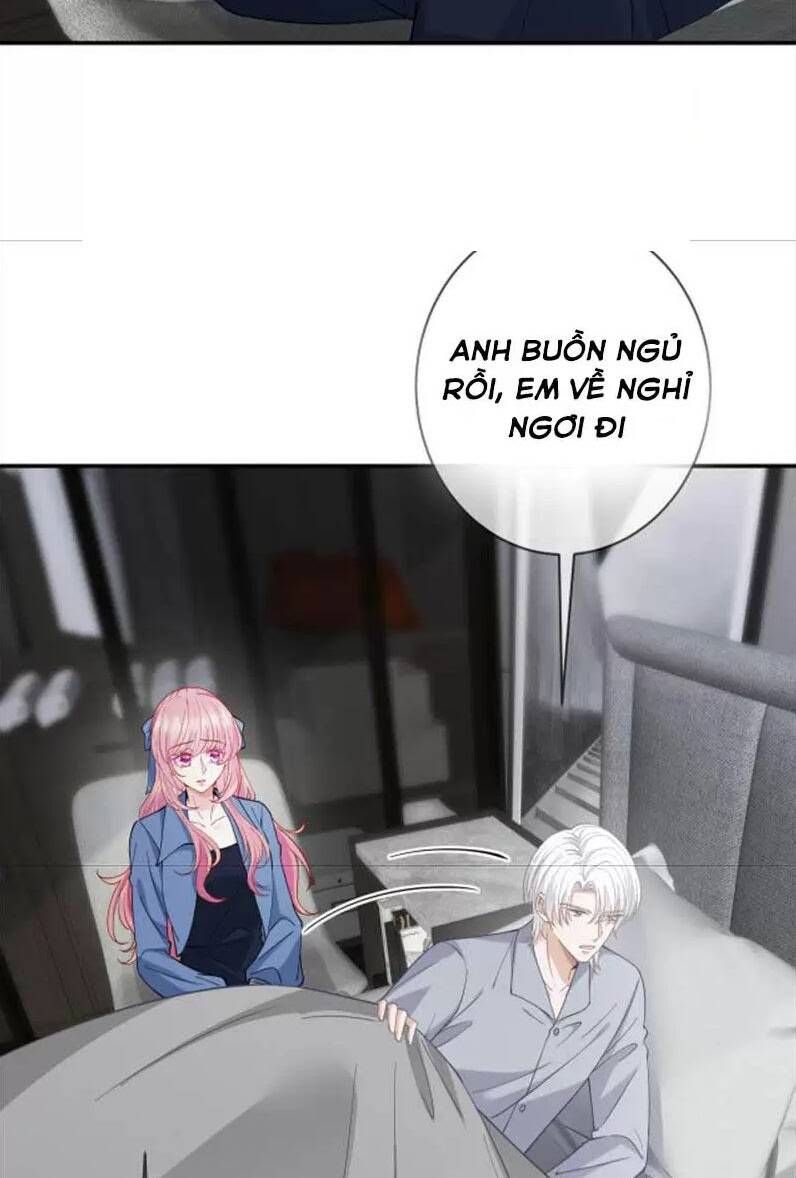 ANH BUỒN NGỦ
RỒI, EM VỀ NGHỈ
NGƠI ĐI